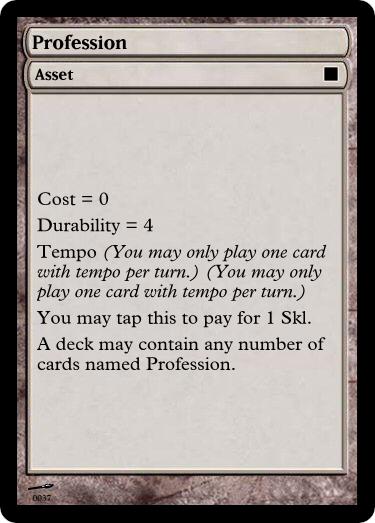 Profession
Asset
Cost = 0
Durability = 4
Tempo (You may only play one card
with tempo per turn.) (You may only
play one card with tempo per turn.)
You may tap this to pay for 1 Skl.
A deck may contain any number of
cards named Profession.
0037